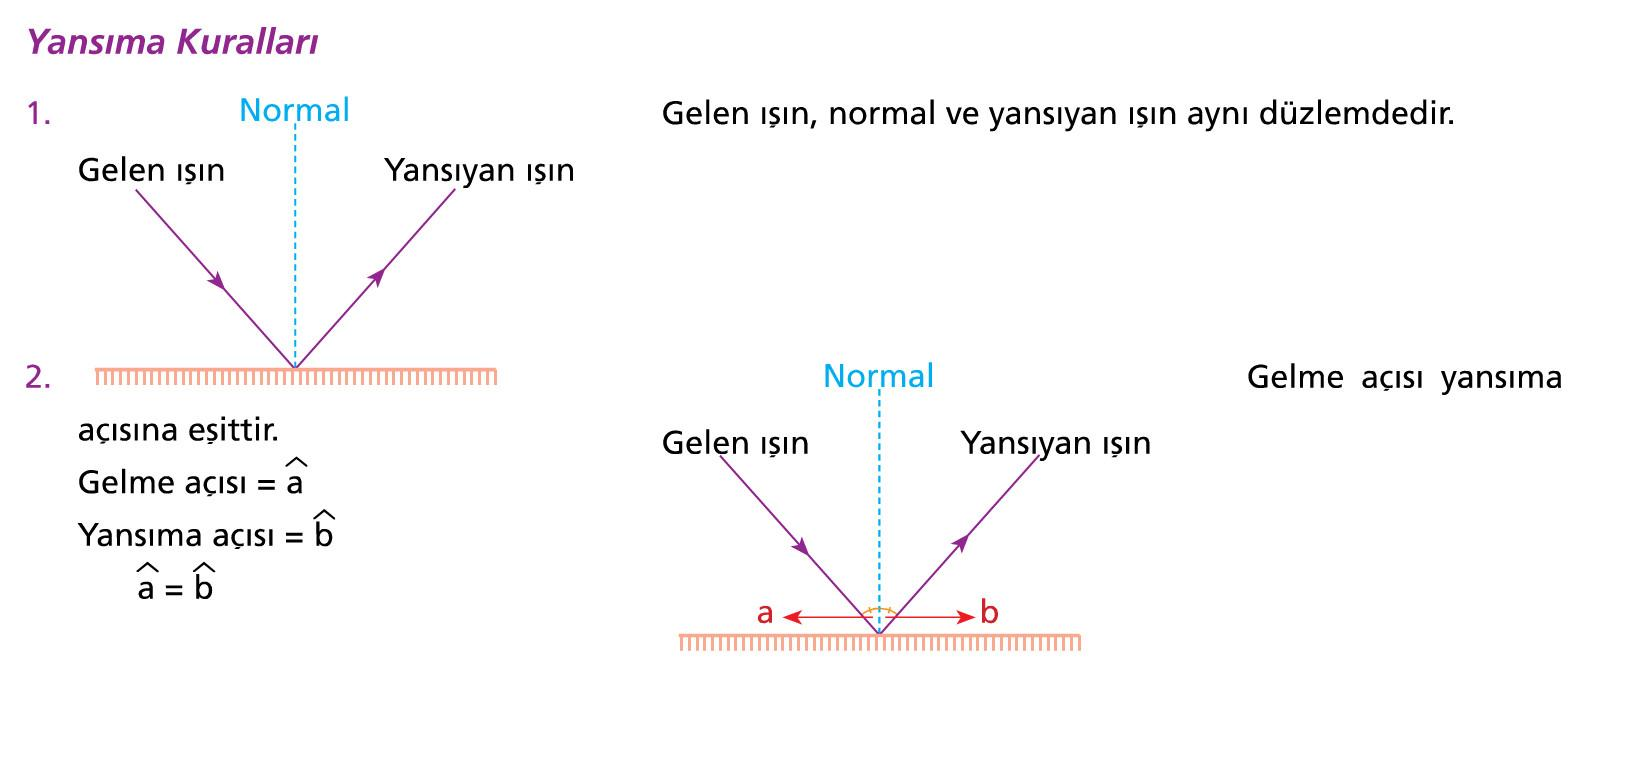 Yansıma Kuralları
1.
Normal
Gelen ışın
Yansıyan ışın
Gelen ışın, normal ve yansıyan ışın aynı düzlemdedir.
2.
Normal
Gelen ışın
Yansıyan ışın
a
b
Gelme açısı yansıma
açısına eşittir.
Gelme açısı = â
Yansıma açısı = b̂
â = b̂